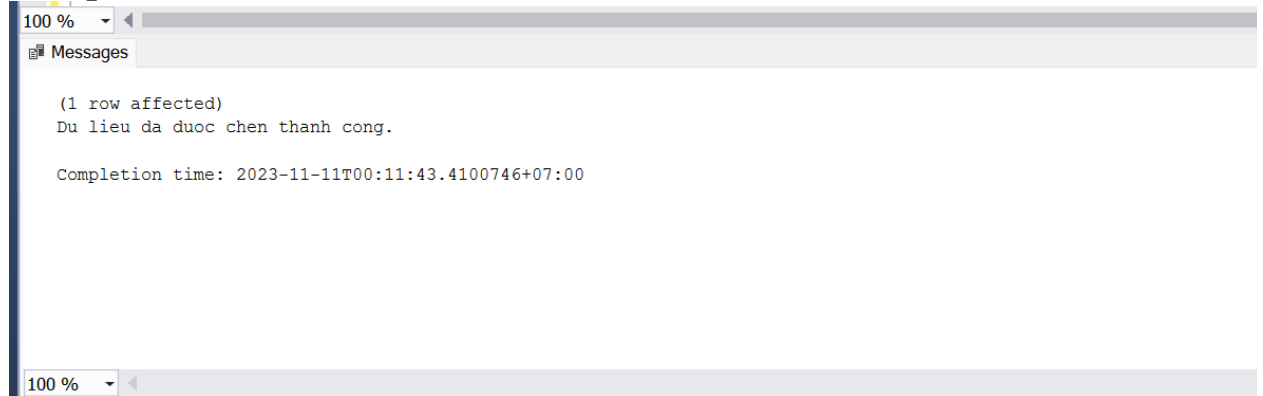 100 %
Messages
(1 row affected)
Du lieu da duoc chen thanh cong.
Completion time: 2023-11-11T00:11:43.4100746+07:00
100 %